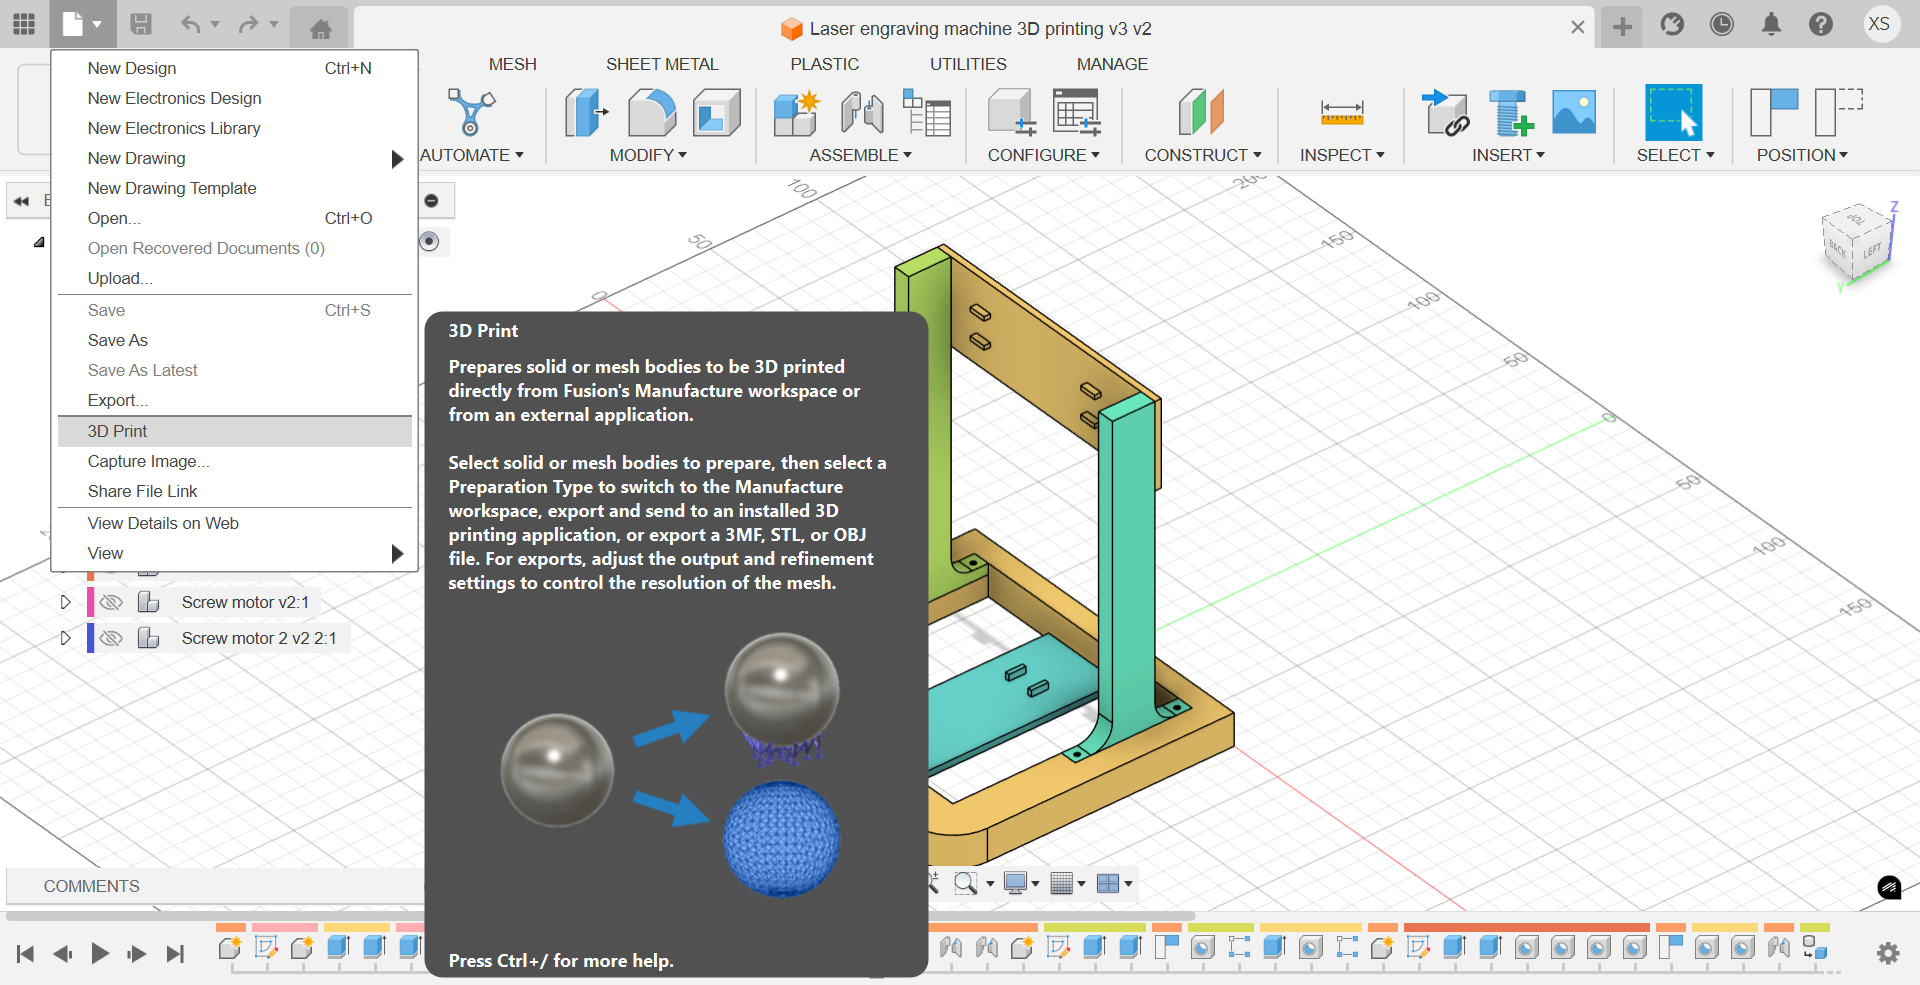 Laser engraving machine 3D printing v3 v2
XS
New Design Ctrl+N
New Electronics Design
New Electronics Library
New Drawing
New Drawing Template
Open... Ctrl+O
Open Recovered Documents (0)
Upload...
Save Ctrl+S
Save As
Save As Latest
Export...
3D Print
Capture Image...
Share File Link
View Details on Web
View
MESH SHEET METAL PLASTIC UTILITIES MANAGE
AUTOMATE MODIFY ASSEMBLE CONFIGURE CONSTRUCT INSPECT INSERT SELECT POSITION
100
50
0
200
150
100
50
0
50
100
150
TOP
BACK
LEFT
Z
Y
3D Print
Prepares solid or mesh bodies to be 3D printed
directly from Fusion's Manufacture workspace or
from an external application.
Select solid or mesh bodies to prepare, then select a
Preparation Type to switch to the Manufacture
workspace, export and send to an installed 3D
printing application, or export a 3MF, STL, or OBJ
file. For exports, adjust the output and refinement
settings to control the resolution of the mesh.
Press Ctrl+/ for more help.
Screw motor v2:1
Screw motor 2 v2 2:1
COMMENTS